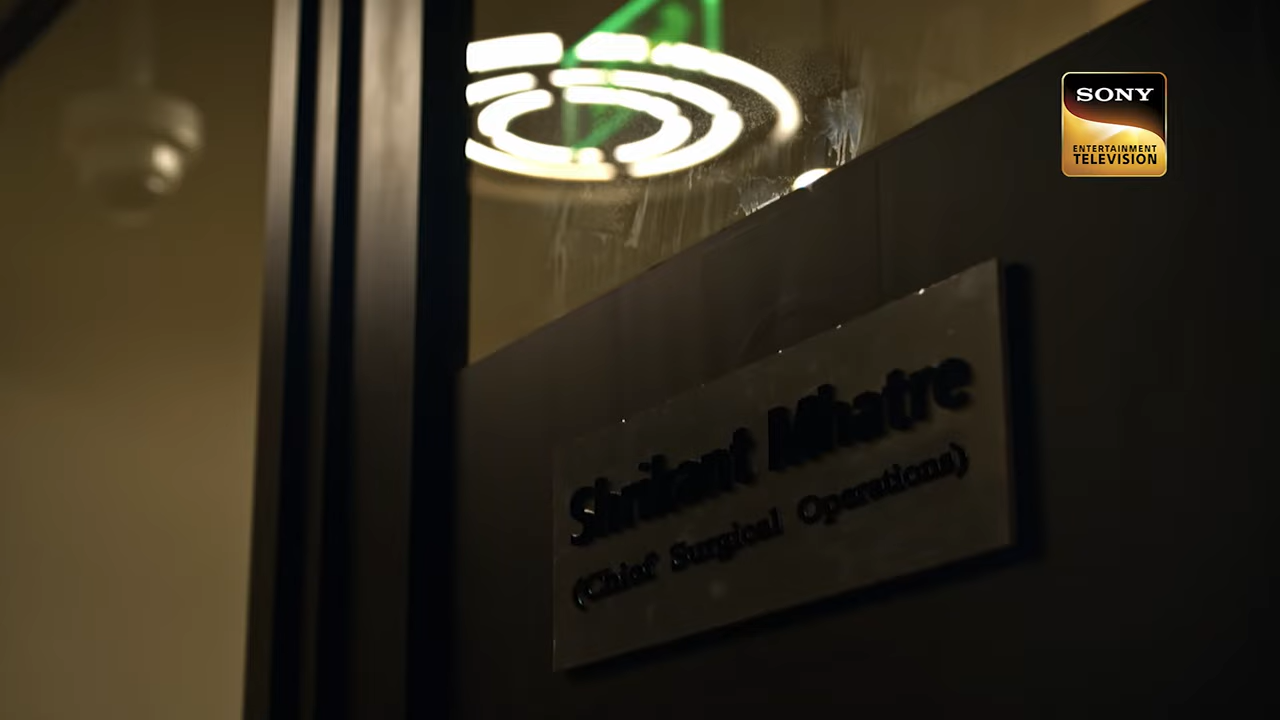 SONY
ENTERTAINMENT
TELEVISION
Shrikant Mhatre
(Chief Surgical Operations)